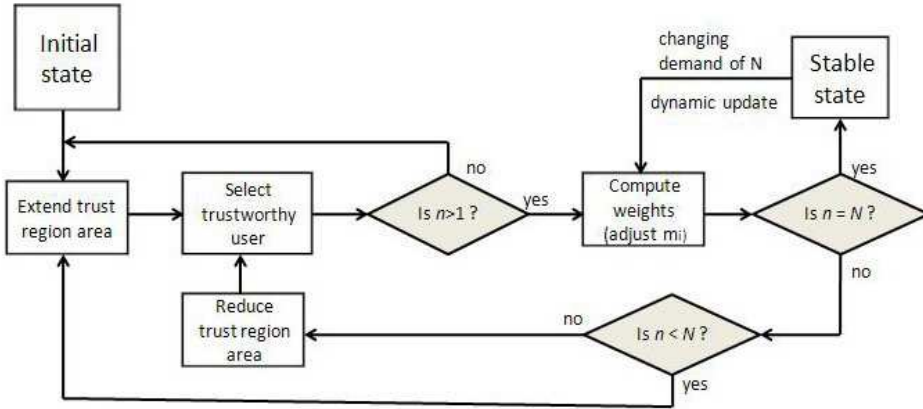 Initial
state
changing
demand of N
dynamic update
Stable
state
no
yes
Extend trust
region area
Select
trustworthy
user
Is n>1 ?
yes
Compute
weights
(adjust mi)
Is n = N ?
no
Reduce
trust region
area
no
Is n < N ?
yes